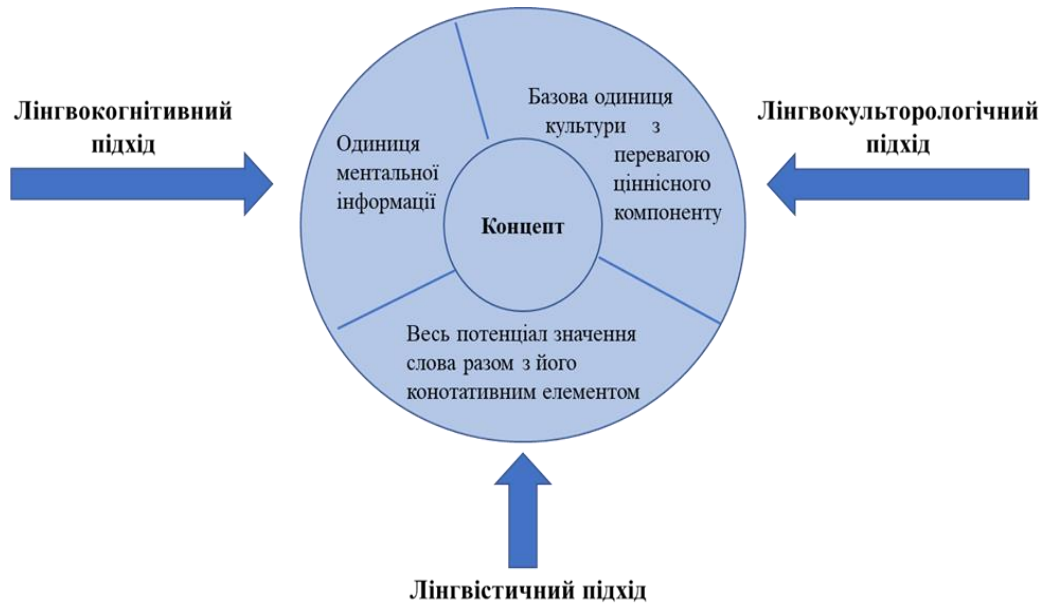 Лінгвокогнітивний
підхід
Одиниця
ментальної
інформації
Базова одиниця
культури з
перевагою
ціннісного
компоненту
Лінгвокульторологічний
підхід
Концепт
Весь потенціал значення
слова разом з його
конотативним елементом
Лінгвістичний підхід